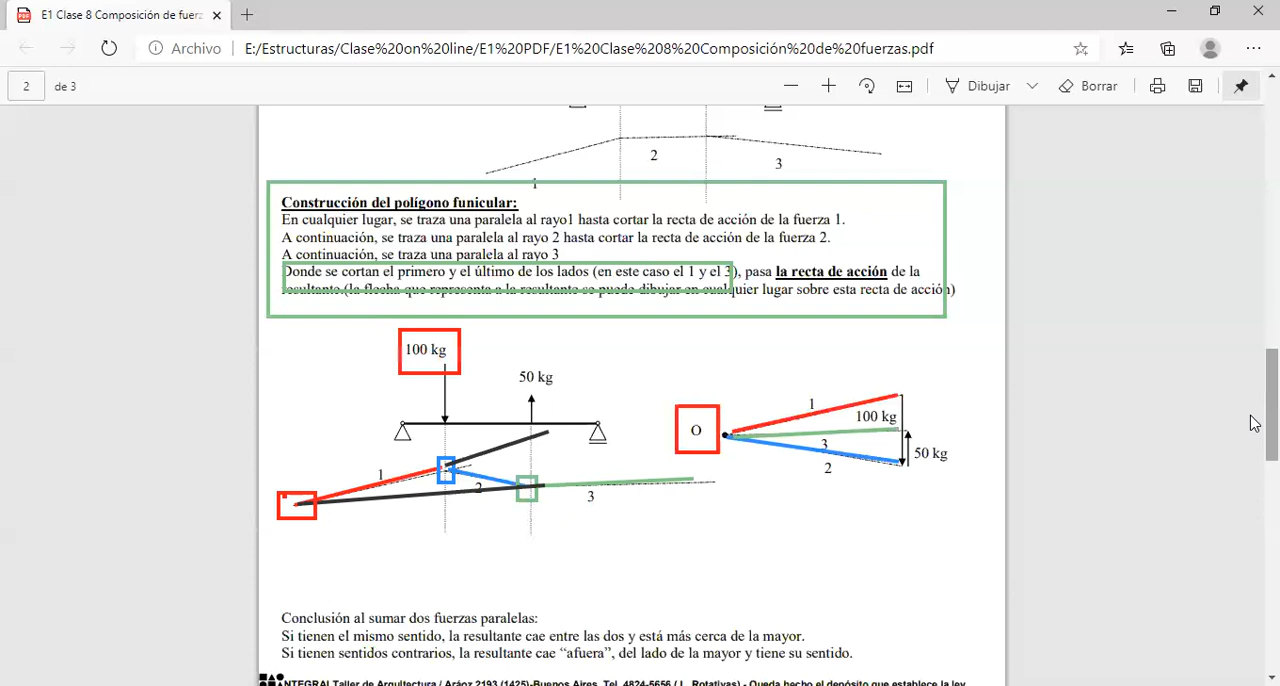 E1 Clase 8 Composición de fuerz
Archivo
E:/Estructuras/Clase%20on%20line/E1%20PDF/E1%20Clase%208%20Composición%20de%20fuerzas.pdf
2 de 3
Dibujar
Borrar
2
3
1
Construcción del polígono funicular:
En cualquier lugar, se traza una paralela al rayo1 hasta cortar la recta de acción de la fuerza 1.
A continuación, se traza una paralela al rayo 2 hasta cortar la recta de acción de la fuerza 2.
A continuación, se traza una paralela al rayo 3
Donde se cortan el primero y el último de los lados (en este caso el 1 y el 3), pasa la recta de acción de la
resultante (la flecha que representa a la resultante se puede dibujar en cualquier lugar sobre esta recta de acción)
100 kg
50 kg
1
2
3
O
1
100 kg
3
2
50 kg
Conclusión al sumar dos fuerzas paralelas:
Si tienen el mismo sentido, la resultante cae entre las dos y está más cerca de la mayor.
Si tienen sentidos contrarios, la resultante cae “afuera”, del lado de la mayor y tiene su sentido.
NTEGRAI Taller de Arquitectura / Aráoz 2193 (1425)-Buenos Aires. Tel. 4824-5656 ( L. Rotativas) - Queda hecho el depósito que establece la ley